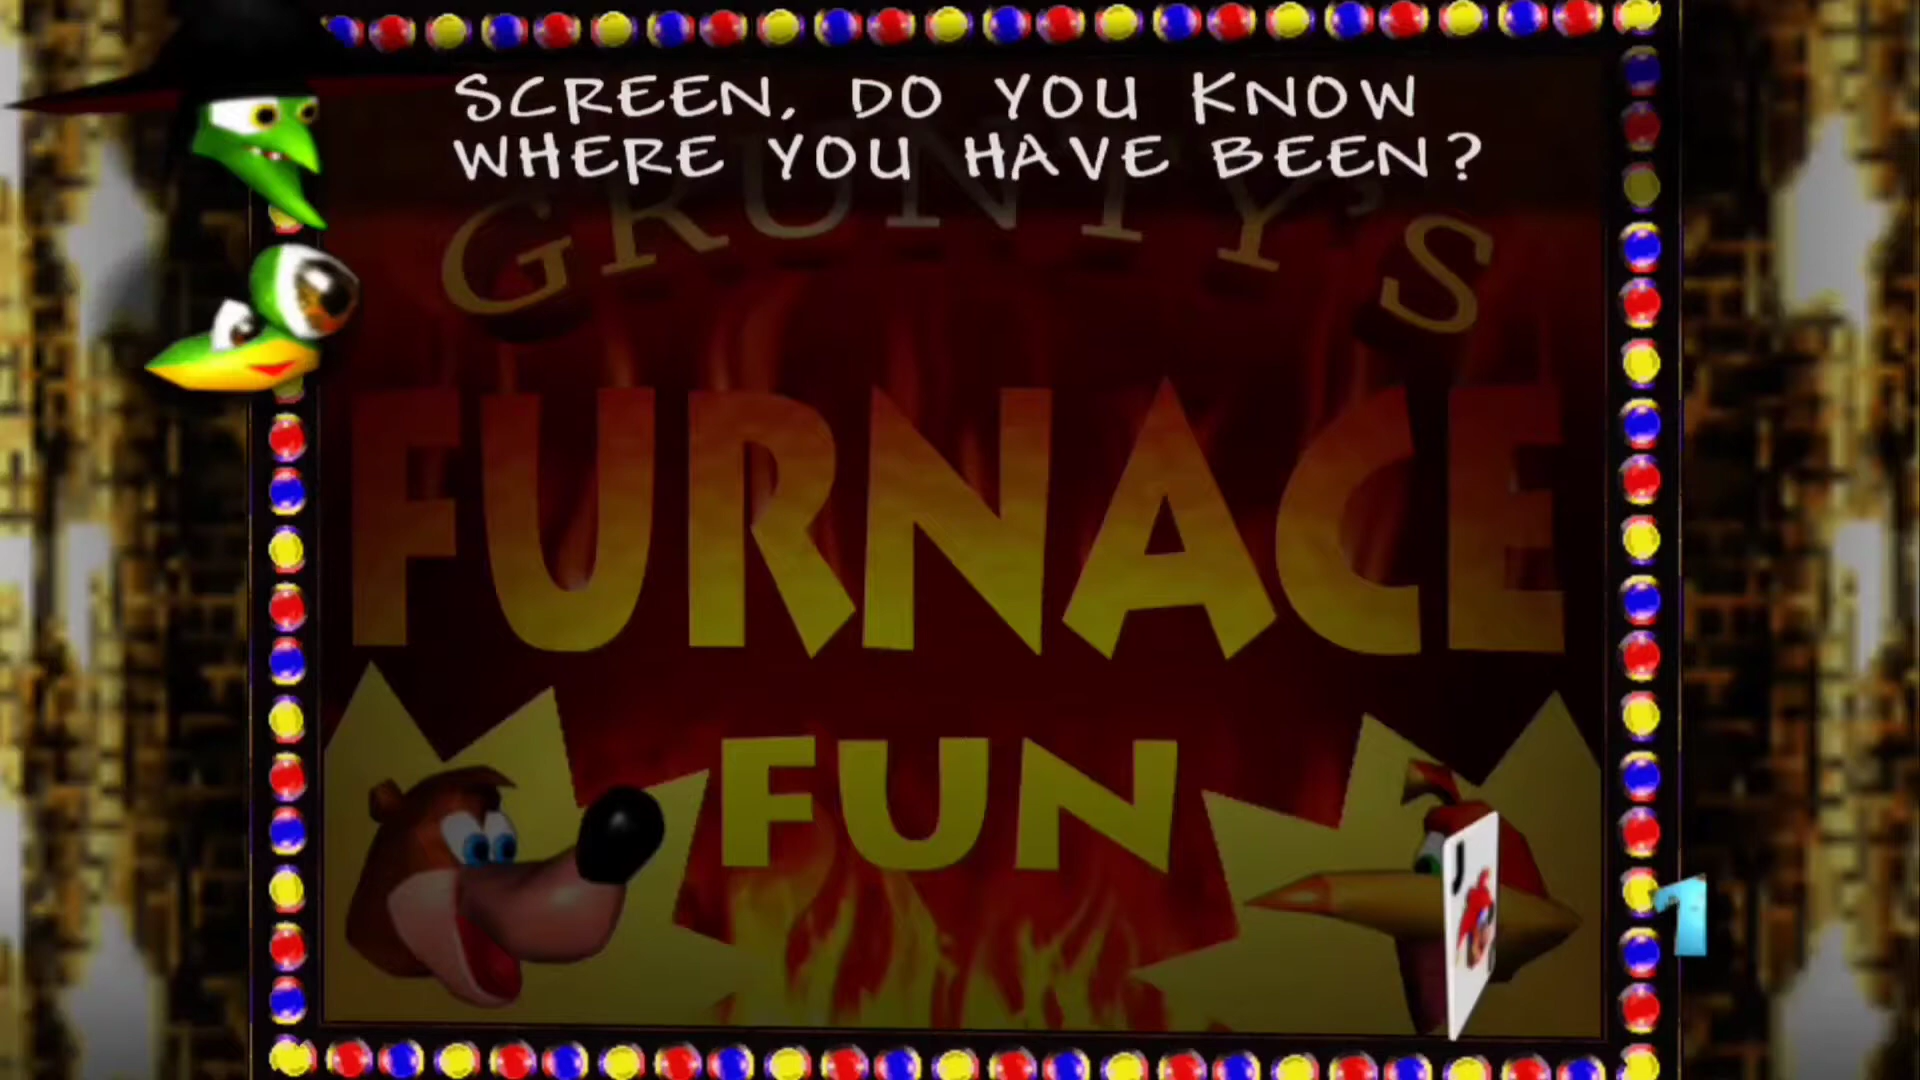 SCREEN, DO YOU KNOW
WHERE YOU HAVE BEEN?
GRUNTY'S
FURNACE
FUN
J
1